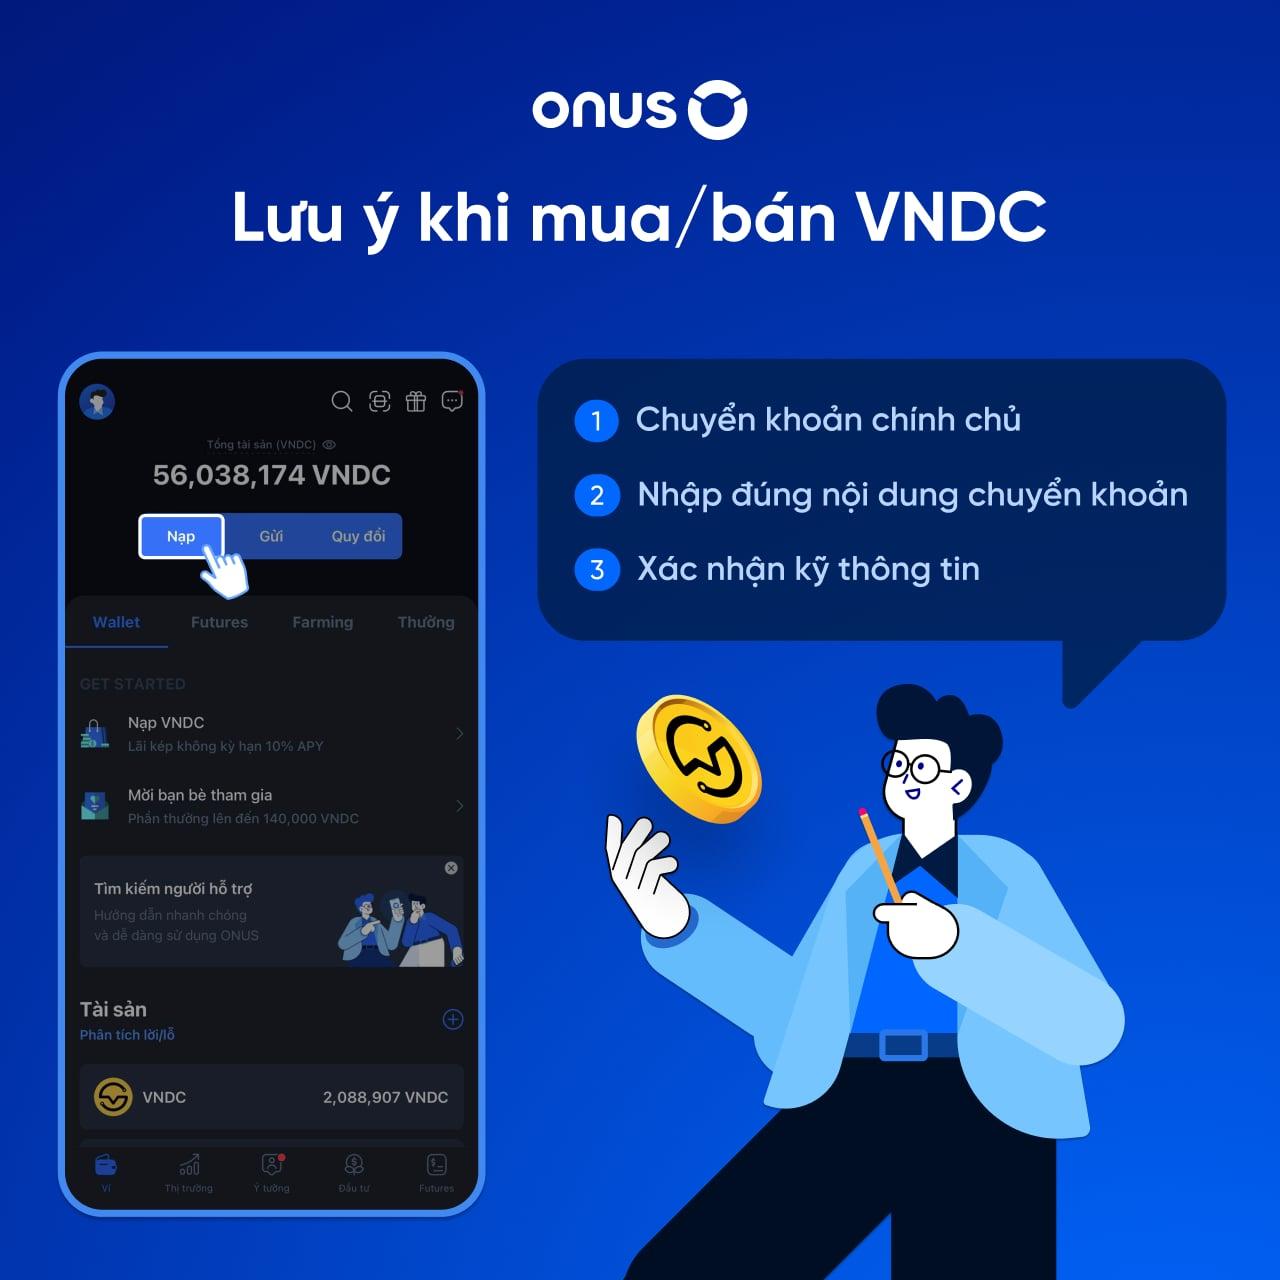 onus
Lưu ý khi mua/bán VNDC
Tổng tài sản (VNDC)
56,038,174 VNDC
Nạp Gửi Quy đổi
Wallet Futures Farming Thưởng
GET STARTED
Nạp VNDC
Lãi kép không kỳ hạn 10% APY
Mời bạn bè tham gia
Phần thưởng lên đến 140,000 VNDC
Tìm kiếm người hỗ trợ
Hướng dẫn nhanh chóng
và dễ dàng sử dụng ONUS
Tài sản
Phân tích lời/lỗ
VNDC 2,088,907 VNDC
Ví Thị trường Ý tưởng Đầu tư Futures
1 Chuyển khoản chính chủ
2 Nhập đúng nội dung chuyển khoản
3 Xác nhận kỹ thông tin